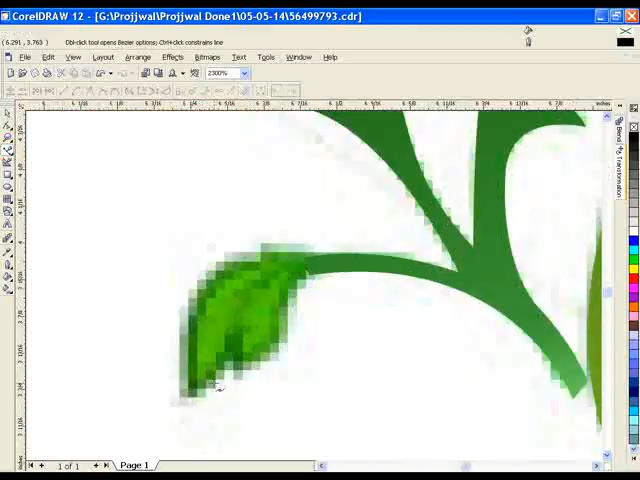 CorelDRAW 12 - [G:\Projjwal\Projjwal Done1\05-05-14\56499793.cdr]
(6.291, 3.763) Dbl-click tool opens Bezier options; Ctrl+click constrains line
File Edit View Layout Arrange Effects Bitmaps Text Tools Window Help
2300%
inches
Blend
Transformation
1 of 1 Page 1